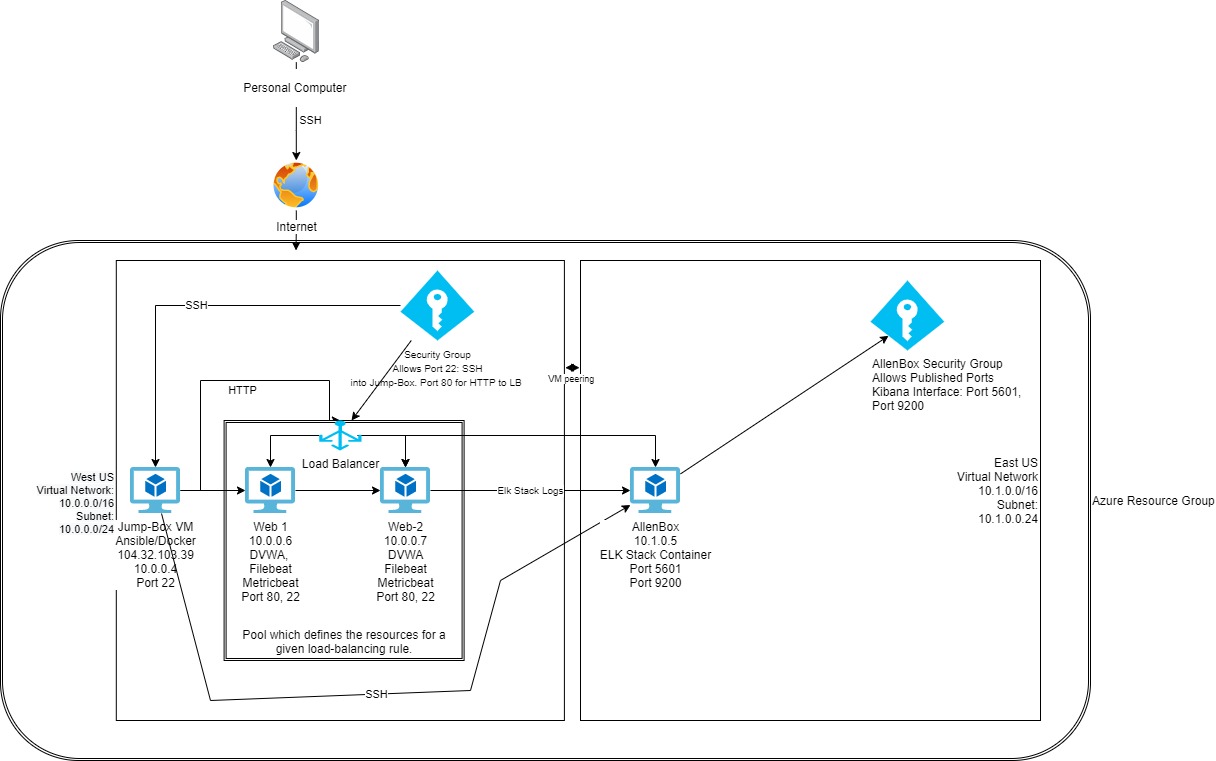 Personal Computer
SSH
Internet
SSH
Security Group
Allows Port 22: SSH
into Jump-Box. Port 80 for HTTP to LB
VM peering
AllenBox Security Group
Allows Published Ports
Kibana Interface: Port 5601,
Port 9200
HTTP
Load Balancer
West US
Virtual Network:
10.0.0.0/16
Subnet:
10.0.0.0/24
Jump-Box VM
Ansible/Docker
104.32.103.39
10.0.0.4
Port 22
Web 1
10.0.0.6
DVWA,
Filebeat
Metricbeat
Port 80, 22
Web-2
10.0.0.7
DVWA
Filebeat
Metricbeat
Port 80, 22
Elk Stack Logs
AllenBox
10.1.0.5
ELK Stack Container
Port 5601
Port 9200
East US
Virtual Network
10.1.0.0/16
Subnet:
10.1.0.0.24
Azure Resource Group
Pool which defines the resources for a
given load-balancing rule.
SSH